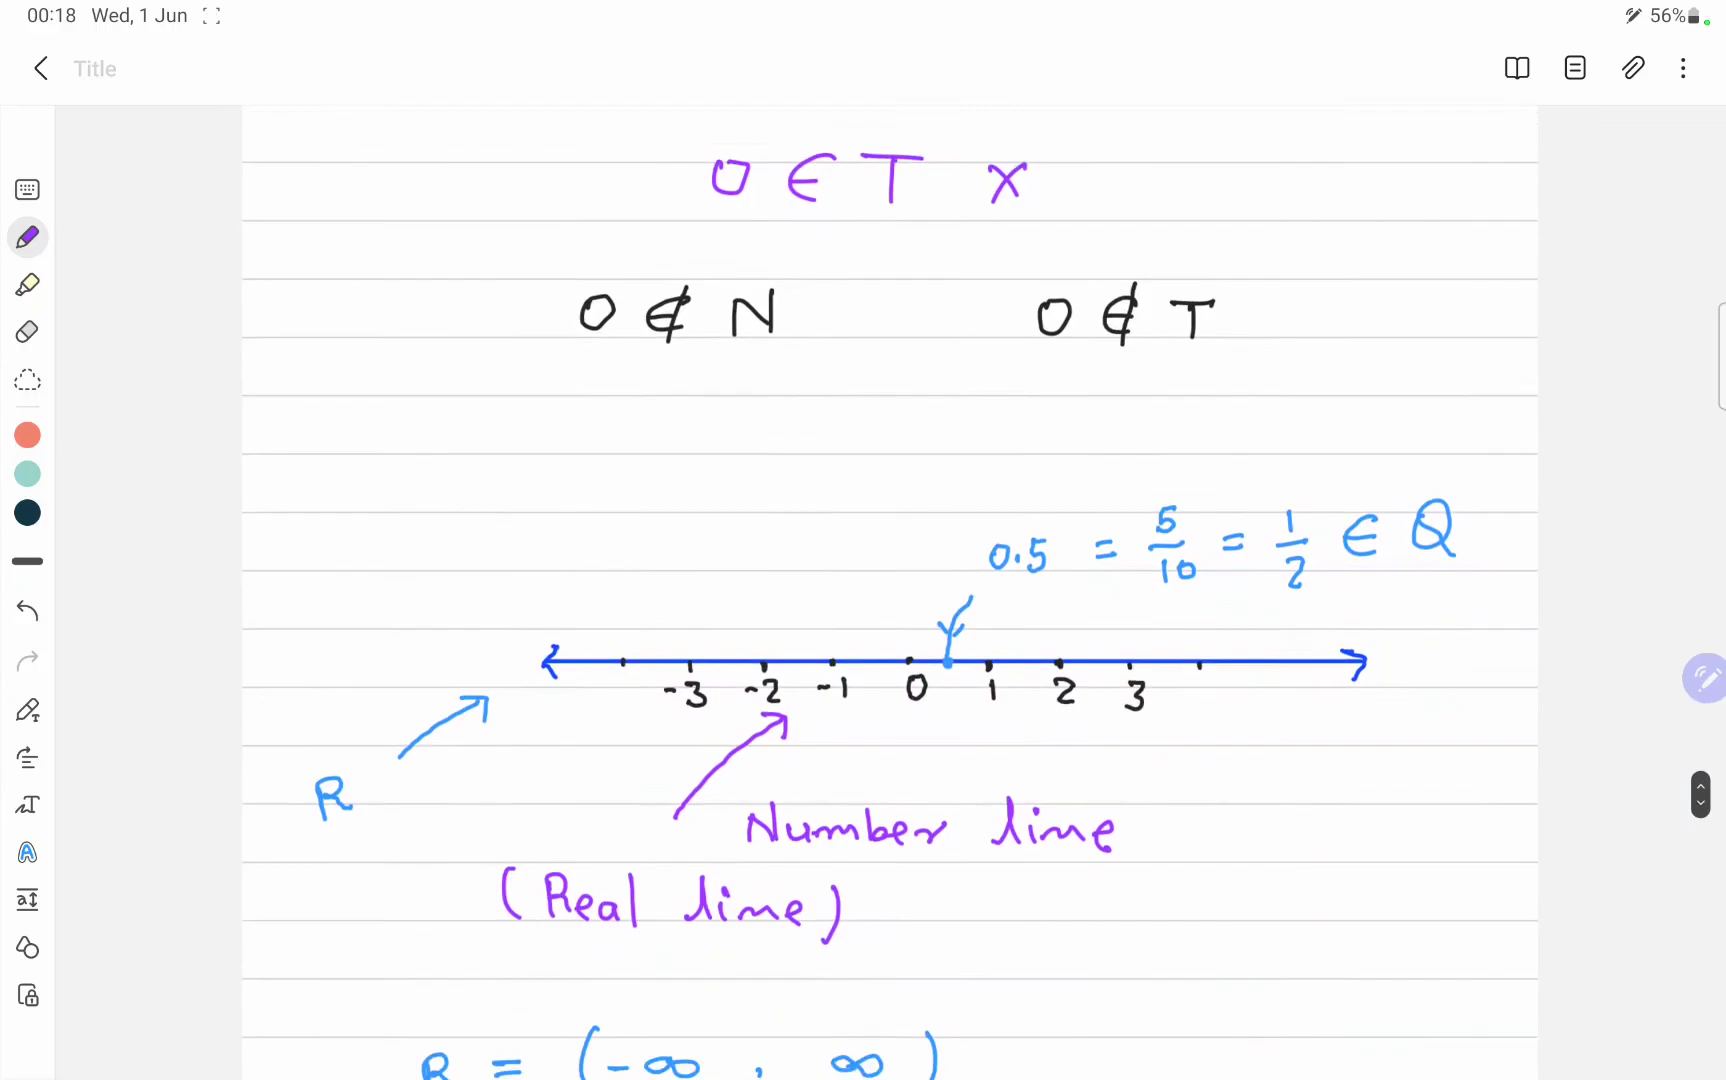 00:18 Wed, 1 Jun 56%
Title
0 ∈ T ×
0 ∉ N 0 ∉ T
0.5 = 5/10 = 1/2 ∈ Q
-3 -2 -1 0 1 2 3
R
Number line
(Real line)
R = (-∞, ∞)